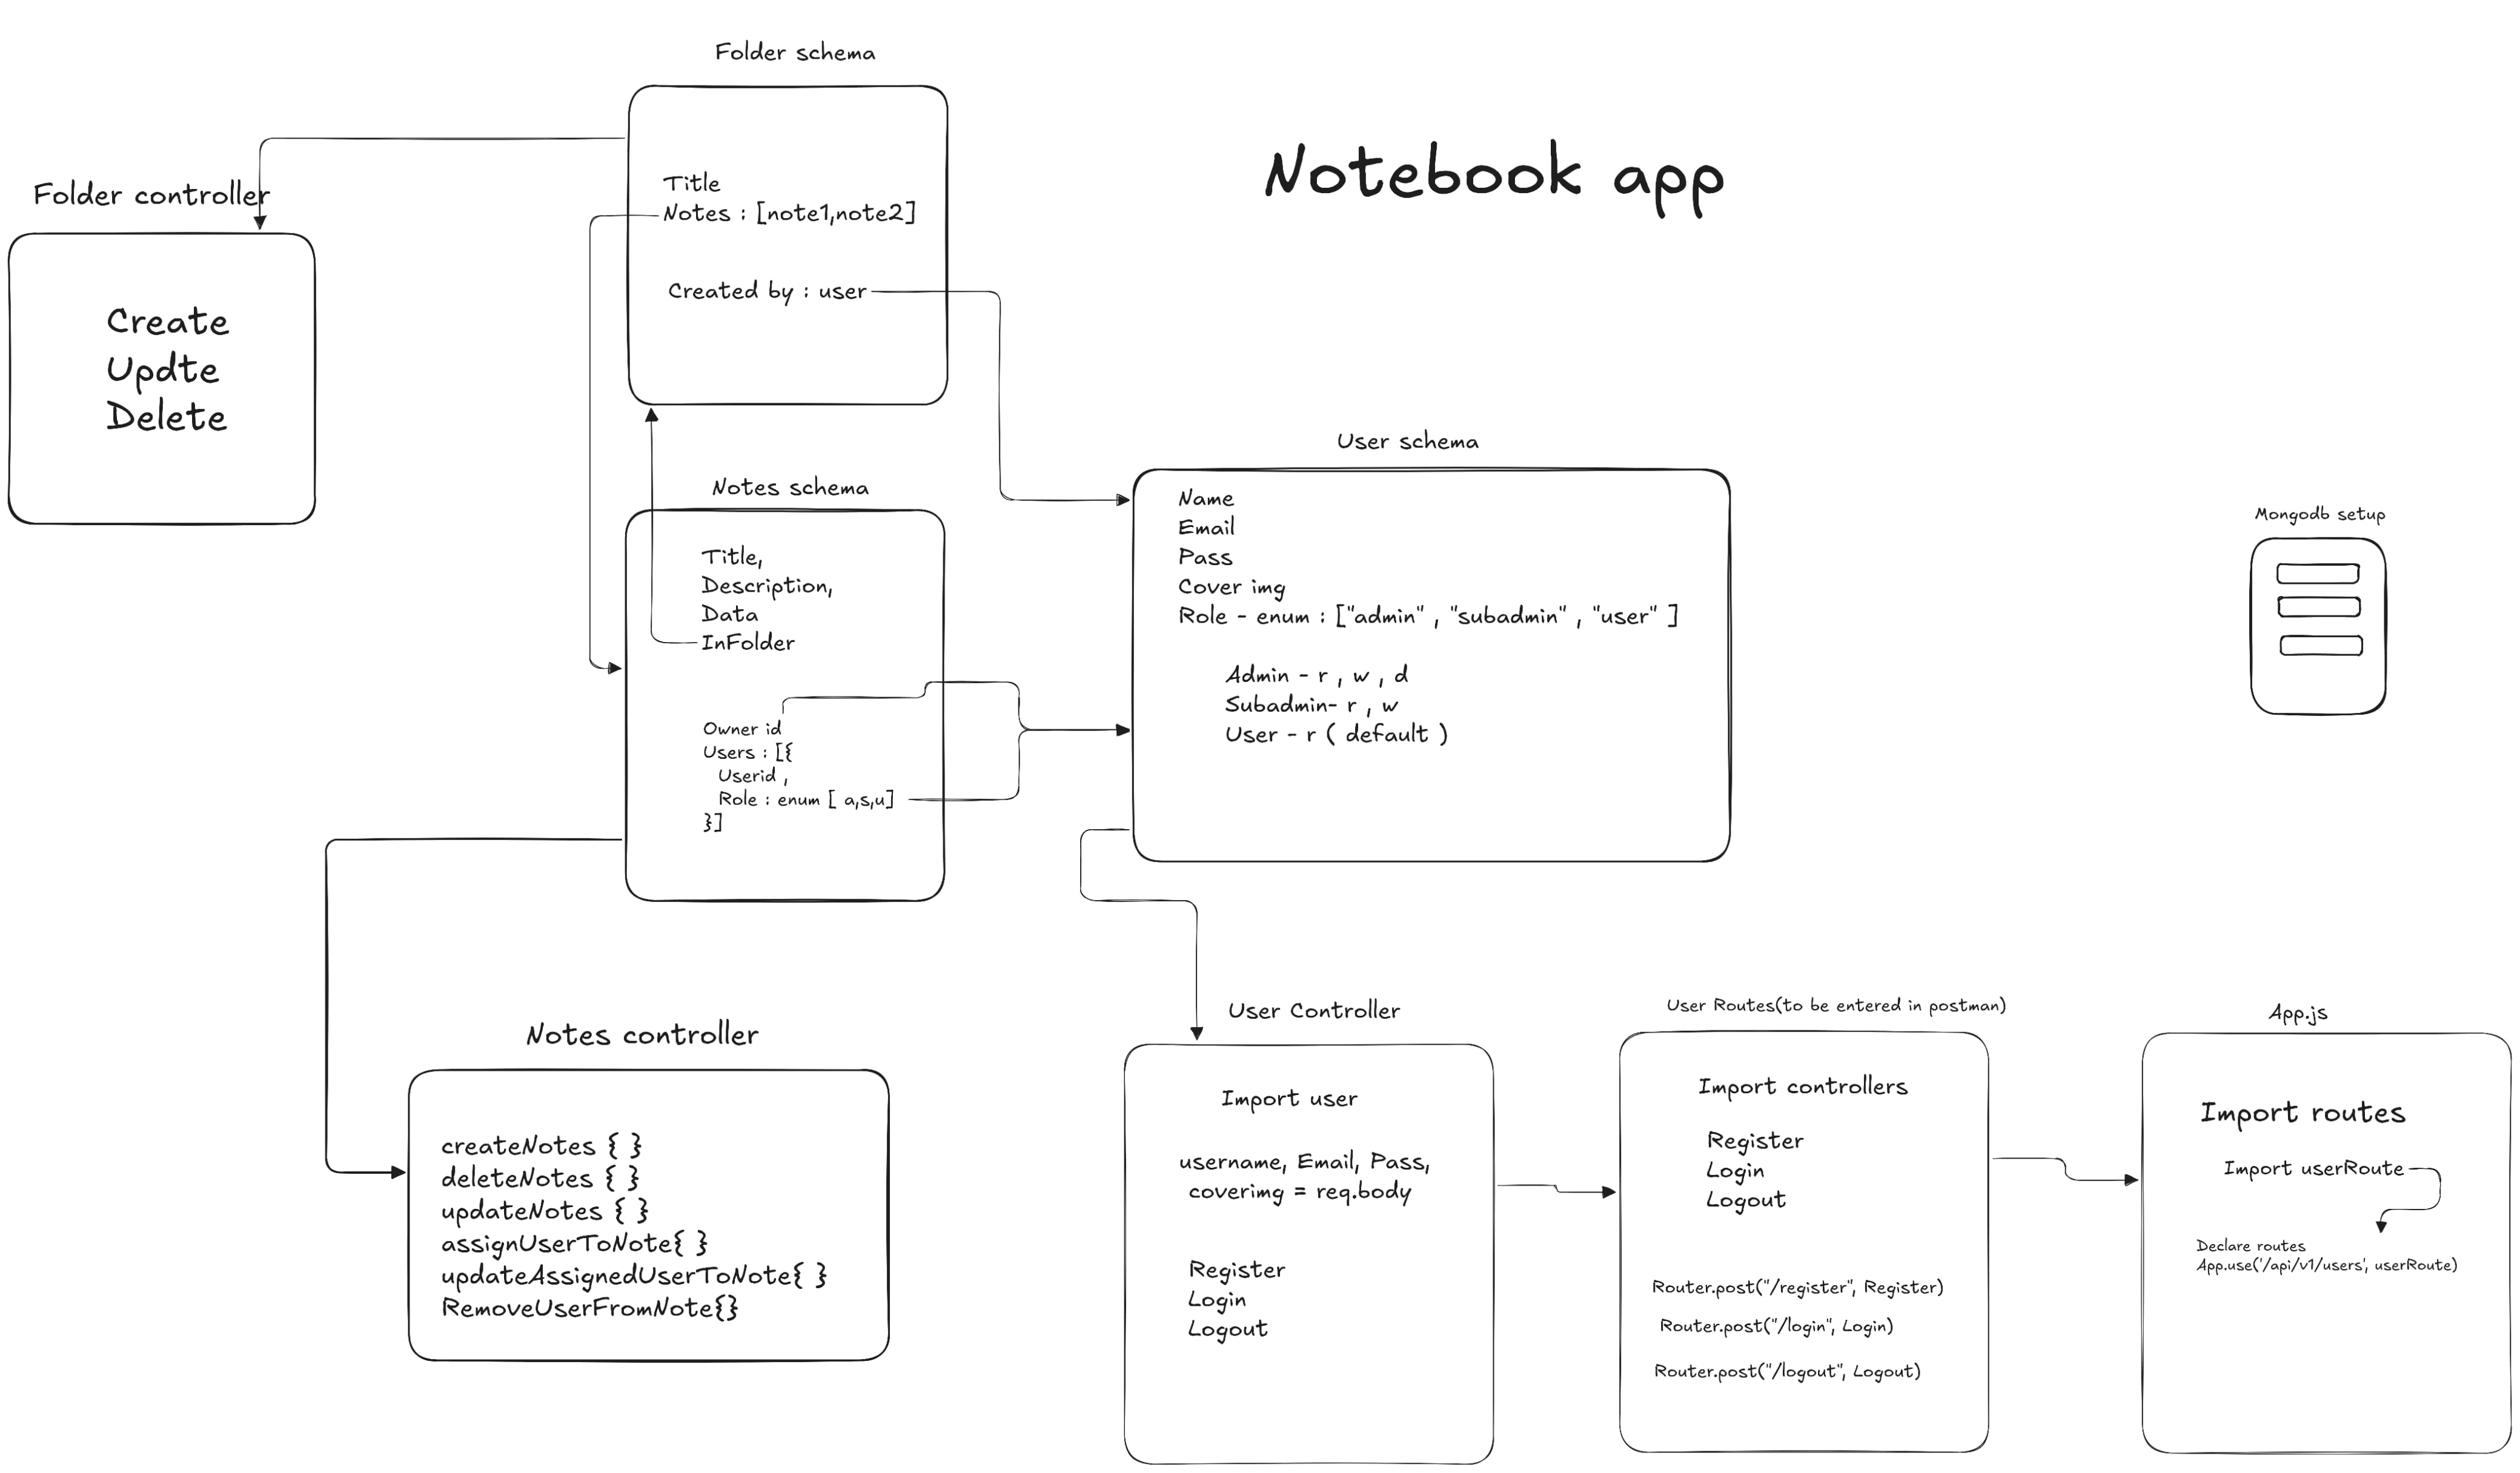 Folder schema
Title
Notes : [note1,note2]
Created by : user
Notebook app
Folder controller
Create
Updte
Delete
Notes schema
Title,
Description,
Data
InFolder
Owner id
Users : [{
Userid ,
Role : enum [ a,s,u]
}]
User schema
Name
Email
Pass
Cover img
Role - enum : ["admin" , "subadmin" , "user" ]
Admin - r , w , d
Subadmin- r , w
User - r ( default )
Mongodb setup
Notes controller
createNotes { }
deleteNotes { }
updateNotes { }
assignUserToNote{ }
updateAssignedUserToNote{ }
RemoveUserFromNote{}
User Controller
Import user
username, Email, Pass,
coverimg = req.body
Register
Login
Logout
User Routes(to be entered in postman)
Import controllers
Register
Login
Logout
Router.post("/register", Register)
Router.post("/login", Login)
Router.post("/logout", Logout)
App.js
Import routes
Import userRoute
Declare routes
App.use('/api/v1/users', userRoute)